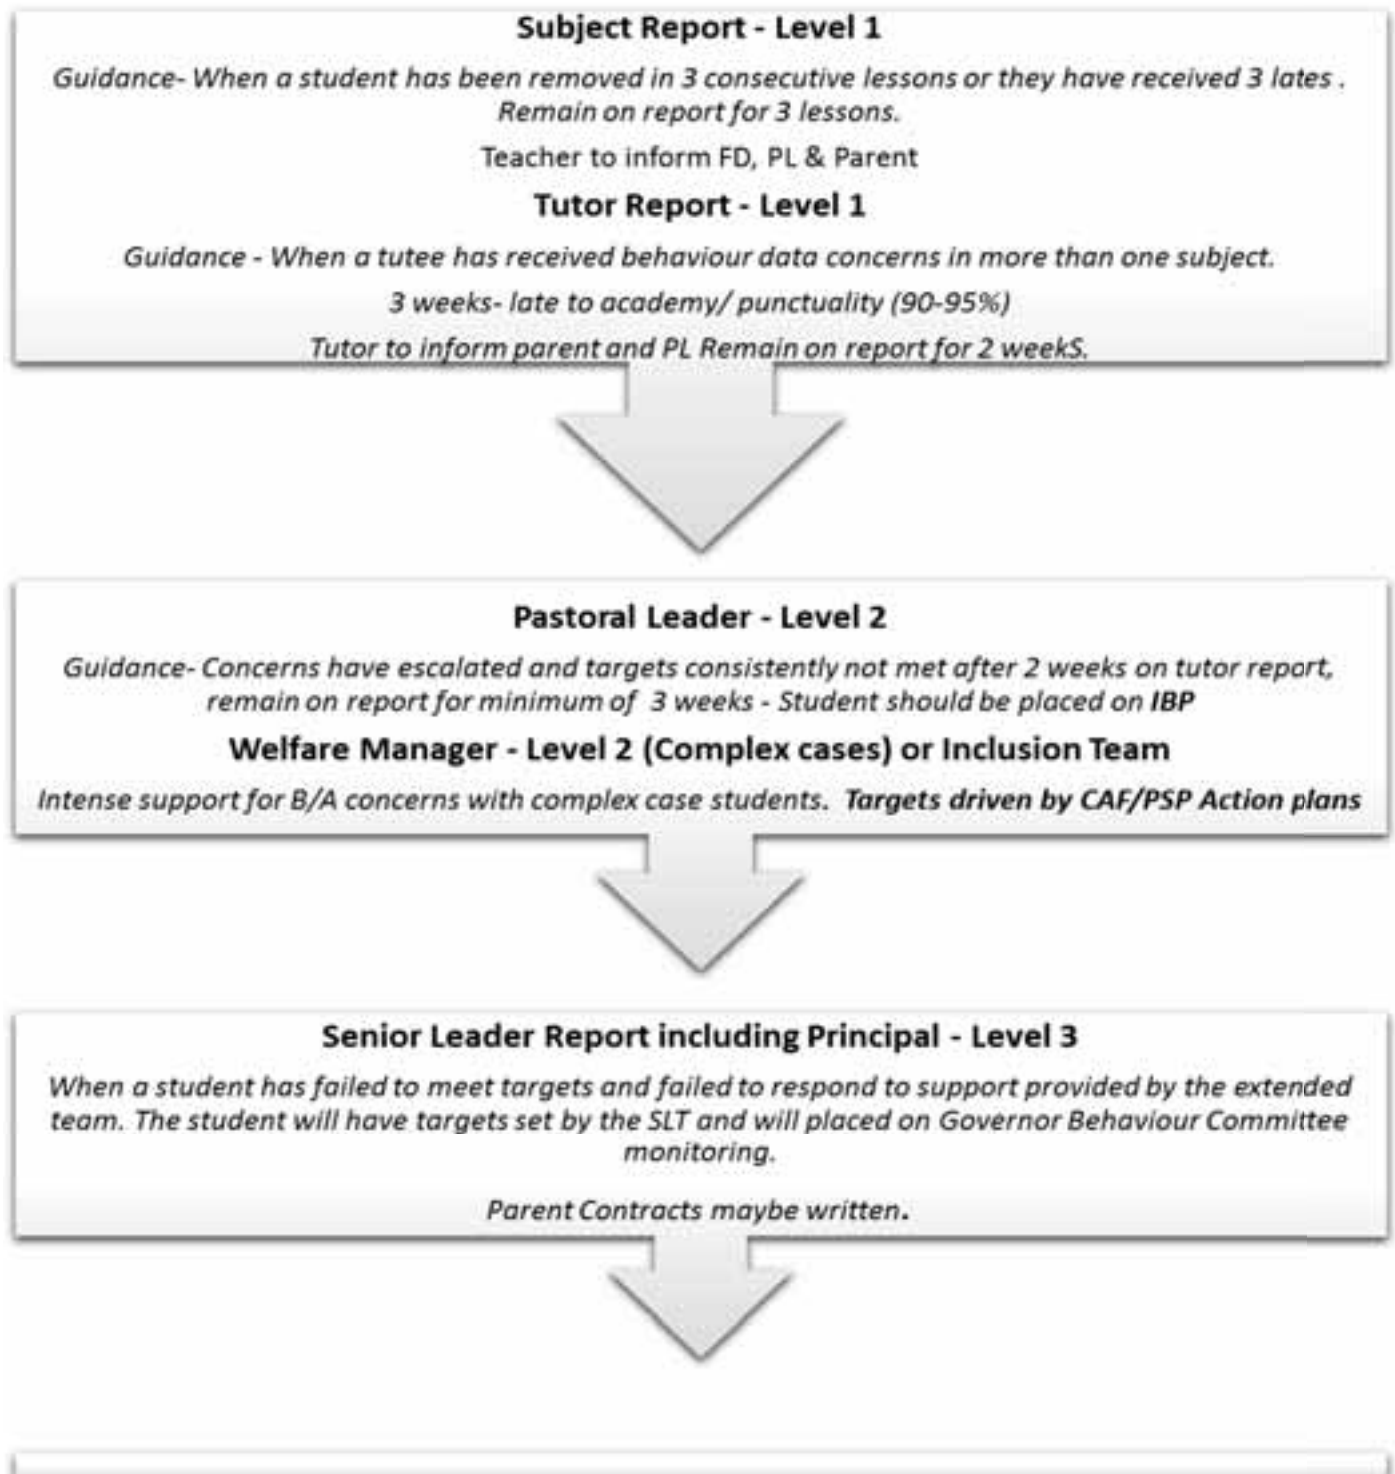 Subject Report - Level 1
Guidance- When a student has been removed in 3 consecutive lessons or they have received 3 lates .
Remain on report for 3 lessons.
Teacher to inform FD, PL & Parent
Tutor Report - Level 1
Guidance - When a tutee has received behaviour data concerns in more than one subject.
3 weeks- late to academy/ punctuality (90-95%)
Tutor to inform parent and PL Remain on report for 2 weekS.
Pastoral Leader - Level 2
Guidance- Concerns have escalated and targets consistently not met after 2 weeks on tutor report,
remain on report for minimum of 3 weeks - Student should be placed on IBP
Welfare Manager - Level 2 (Complex cases) or Inclusion Team
Intense support for B/A concerns with complex case students. Targets driven by CAF/PSP Action plans
Senior Leader Report including Principal - Level 3
When a student has failed to meet targets and failed to respond to support provided by the extended
team. The student will have targets set by the SLT and will placed on Governor Behaviour Committee
monitoring.
Parent Contracts maybe written.